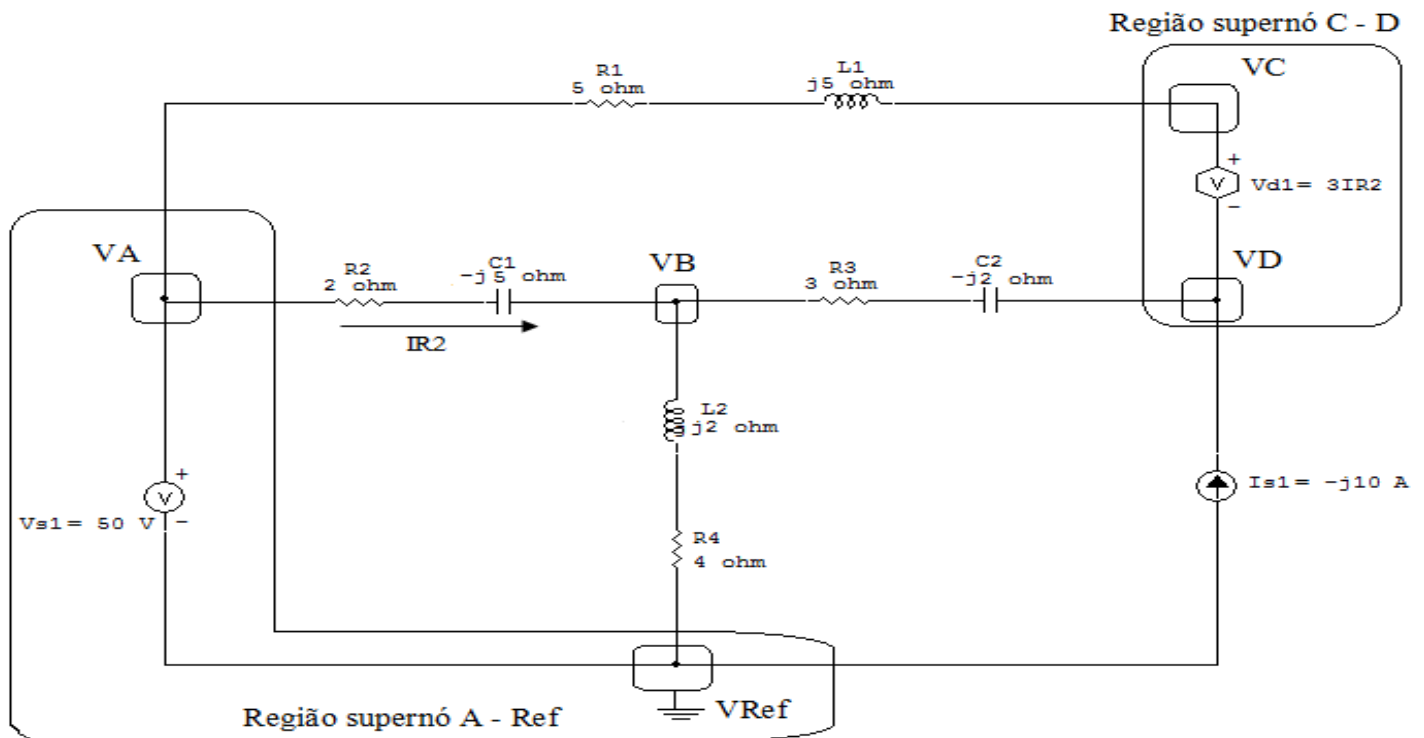 Região supernó C - D
VC
R1
5 ohm
L1
j5 ohm
+
V
Vd1= 3IR2
-
VA
R2
2 ohm
C1
-j5 ohm
IR2
VB
R3
3 ohm
C2
-j2 ohm
VD
L2
j2 ohm
+
V
Vs1= 50 V
-
Is1= -j10 A
R4
4 ohm
VRef
Região supernó A - Ref